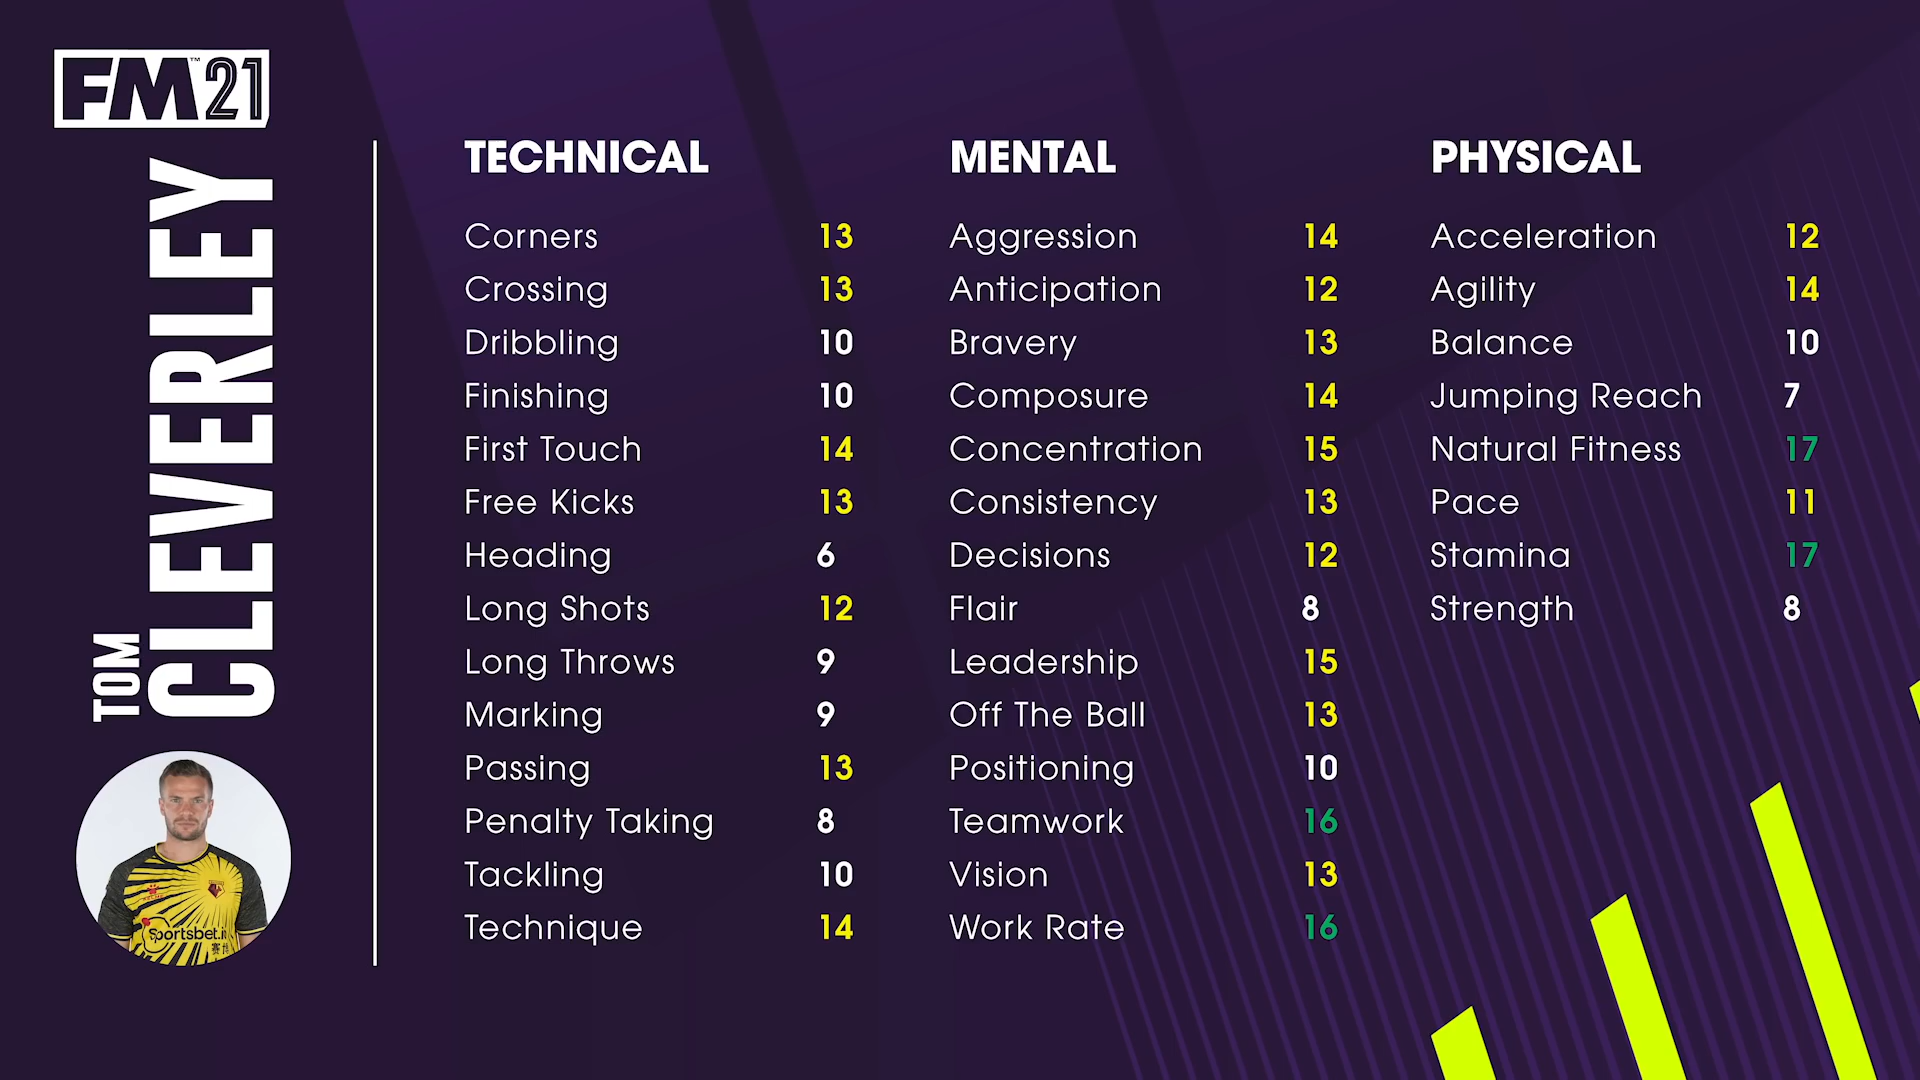 FM™21
TOM
CLEVERLEY
TECHNICAL
Corners 13
Crossing 13
Dribbling 10
Finishing 10
First Touch 14
Free Kicks 13
Heading 6
Long Shots 12
Long Throws 9
Marking 9
Passing 13
Penalty Taking 8
Tackling 10
Technique 14
MENTAL
Aggression 14
Anticipation 12
Bravery 13
Composure 14
Concentration 15
Consistency 13
Decisions 12
Flair 8
Leadership 15
Off The Ball 13
Positioning 10
Teamwork 16
Vision 13
Work Rate 16
PHYSICAL
Acceleration 12
Agility 14
Balance 10
Jumping Reach 7
Natural Fitness 17
Pace 11
Stamina 17
Strength 8
Sportsbet.i